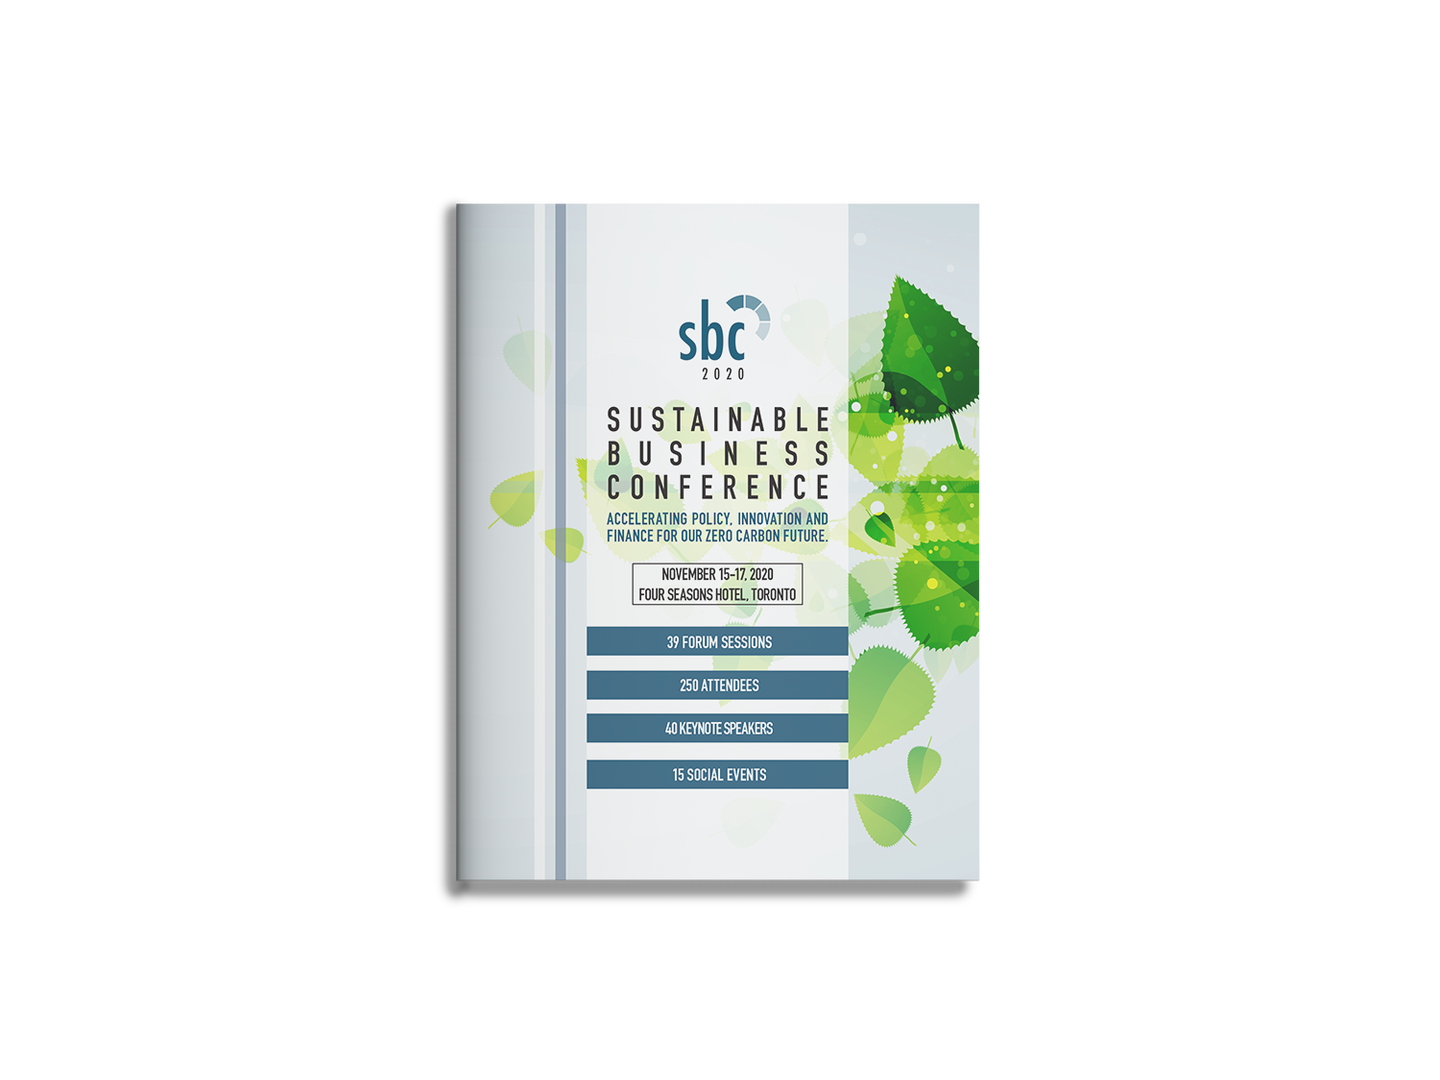 sbc
2020
SUSTAINABLE
BUSINESS
CONFERENCE
ACCELERATING POLICY, INNOVATION AND
FINANCE FOR OUR ZERO CARBON FUTURE.
NOVEMBER 15-17, 2020
FOUR SEASONS HOTEL, TORONTO
39 FORUM SESSIONS
250 ATTENDEES
40 KEYNOTE SPEAKERS
15 SOCIAL EVENTS